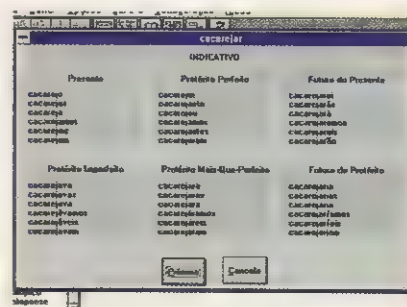 cacarejar
INDICATIVO
Presente Pretérito Perfeito Futuro do Presente
cacarejo cacarejei cacarejarei
cacarejas cacarejaste cacarejarás
cacareja cacarejou cacarejará
cacarejamos cacarejamos cacarejaremos
cacarejais cacarejastes cacarejareis
cacarejam cacarejaram cacarejarão
Pretérito Imperfeito Pretérito Mais-Que-Perfeito Futuro do Pretérito
cacarejava cacarejara cacarejaria
cacarejavas cacarejaras cacarejarias
cacarejava cacarejara cacarejaria
cacarejávamos cacarejáramos cacarejaríamos
cacarejáveis cacarejáreis cacarejaríeis
cacarejavam cacarejaram cacarejariam
Cancela